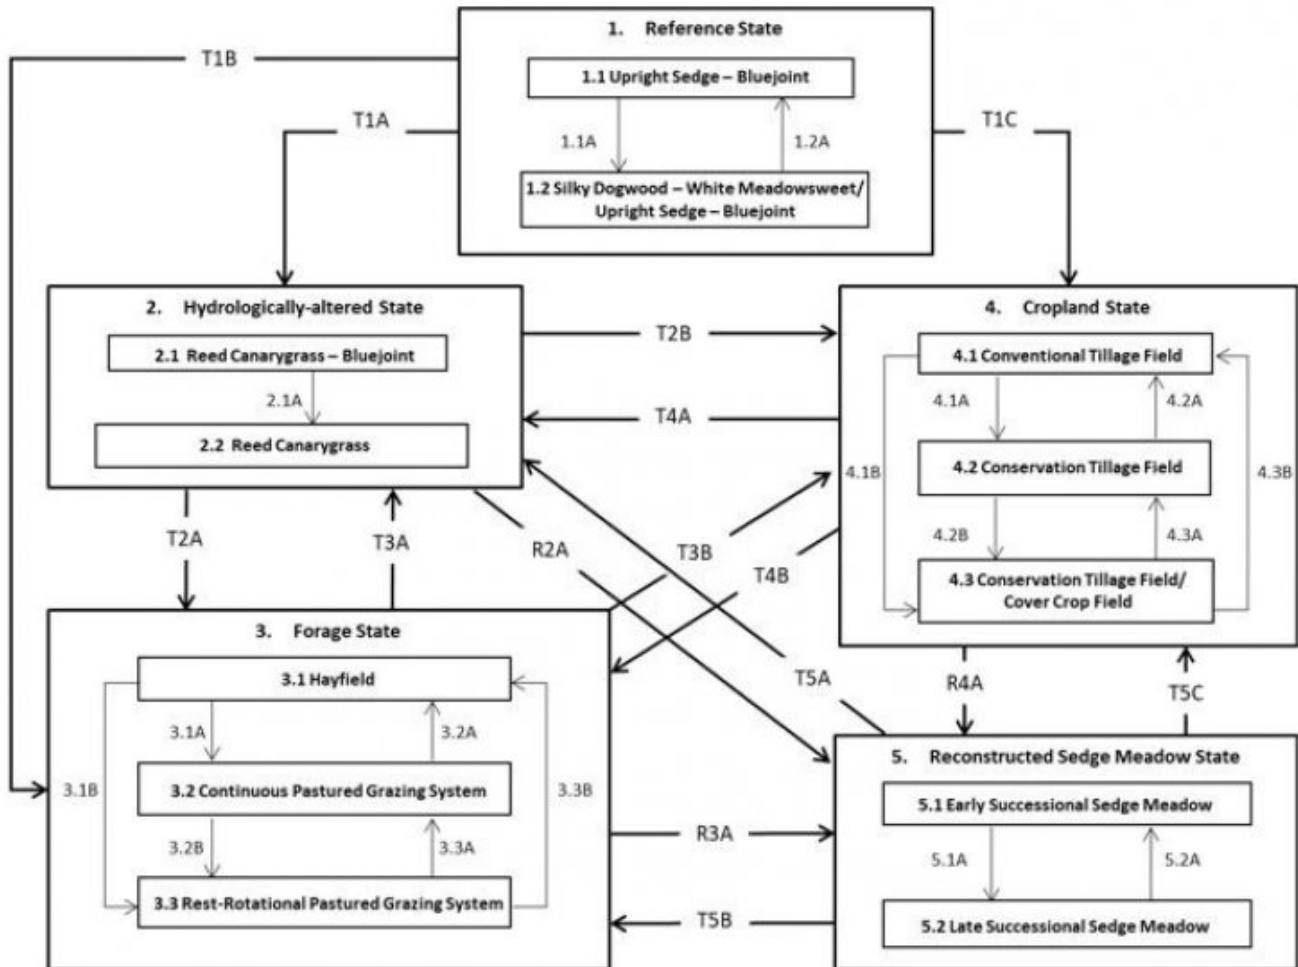 1. Reference State
T1B
1.1 Upright Sedge – Bluejoint
T1A
T1C
1.1A
1.2A
1.2 Silky Dogwood – White Meadowsweet/
Upright Sedge – Bluejoint
2. Hydrologically-altered State
4. Cropland State
T2B
2.1 Reed Canarygrass – Bluejoint
4.1 Conventional Tillage Field
2.1A
4.1A
4.2A
T4A
2.2 Reed Canarygrass
4.1B
4.2 Conservation Tillage Field
4.3B
T2A
T3A
R2A
T3B
T4B
4.2B
4.3A
4.3 Conservation Tillage Field/
Cover Crop Field
3. Forage State
3.1 Hayfield
T5A
R4A
T5C
3.1A
3.2A
5. Reconstructed Sedge Meadow State
3.1B
3.2 Continuous Pastured Grazing System
3.3B
5.1 Early Successional Sedge Meadow
R3A
3.2B
3.3A
5.1A
5.2A
3.3 Rest-Rotational Pastured Grazing System
T5B
5.2 Late Successional Sedge Meadow